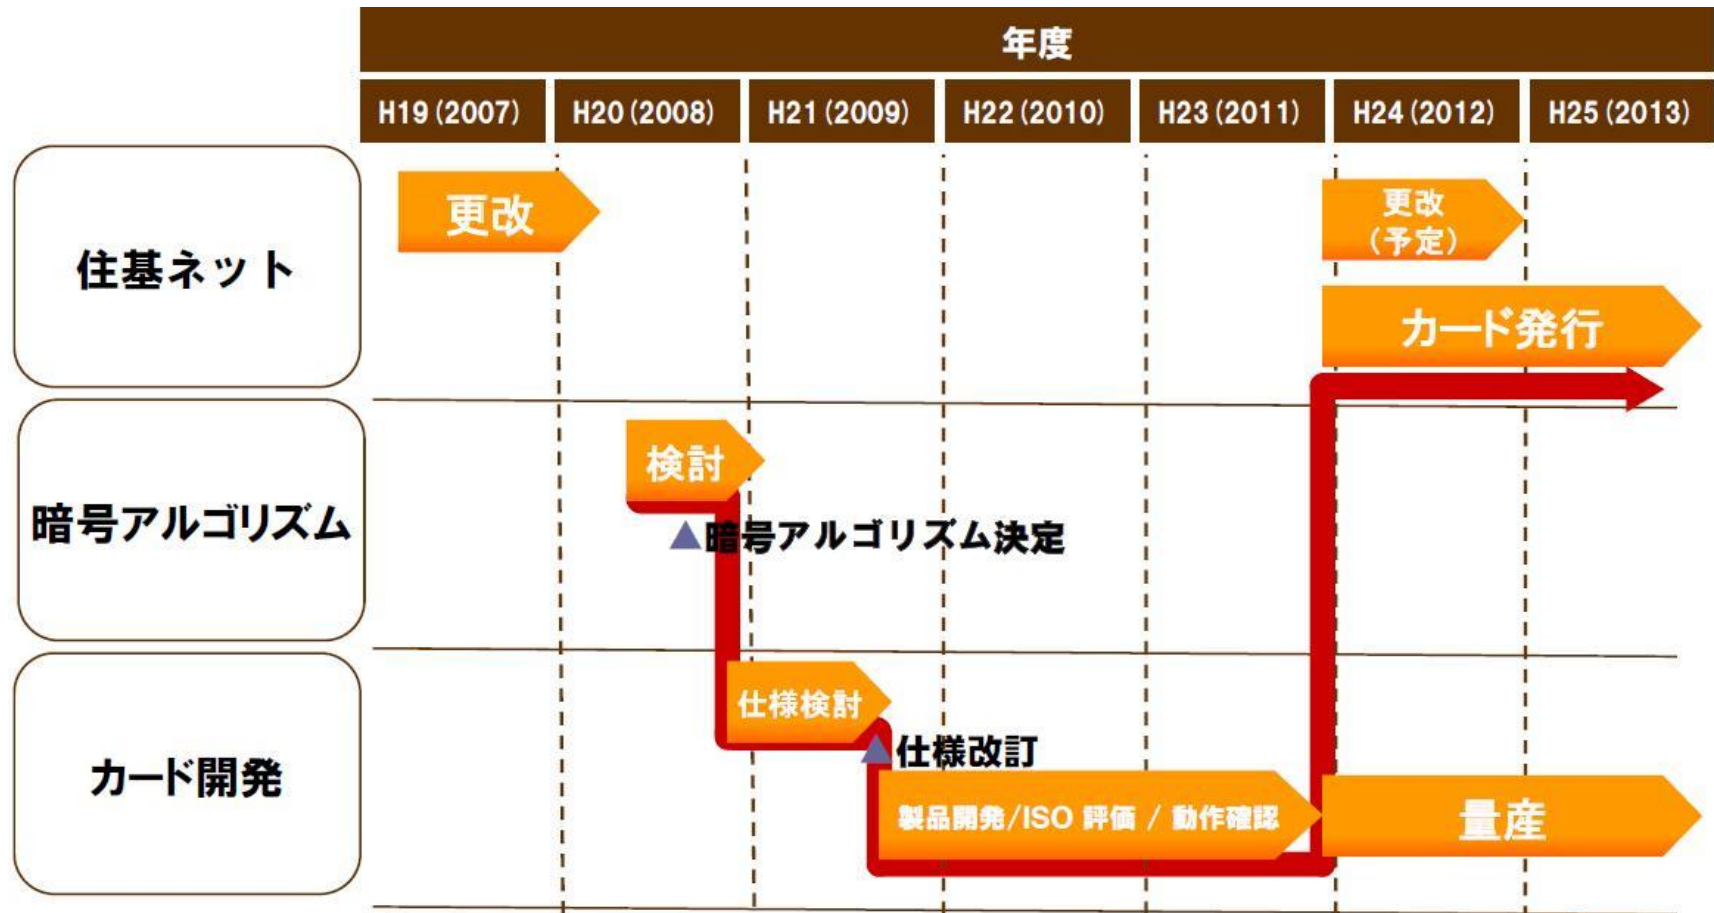 年度
H19(2007)
H20(2008)
H21(2009)
H22(2010)
H23(2011)
H24(2012)
H25(2013)
住基ネット
更改
更改
(予定)
カード発行
暗号アルゴリズム
検討
▲暗号アルゴリズム決定
カード開発
仕様検討
▲仕様改訂
製品開発/ISO 評価 / 動作確認
量産